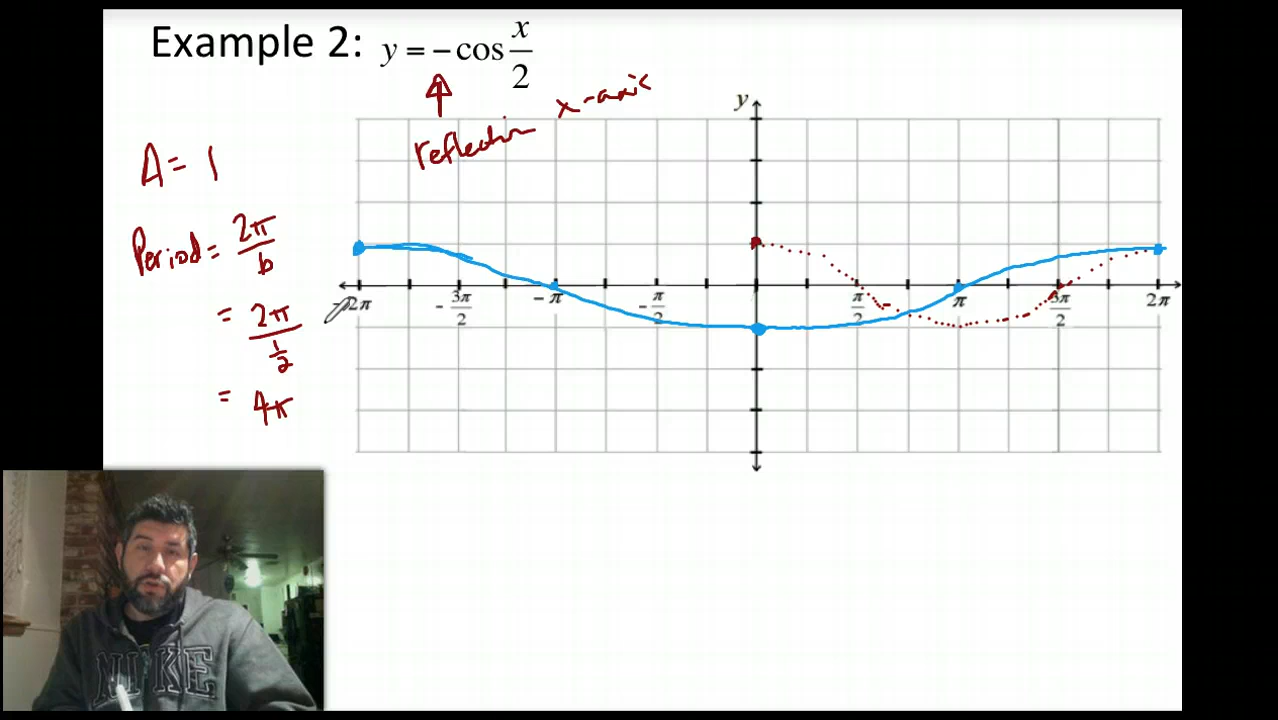 Example 2: y = -cos x/2
reflection x-axis
A = 1
Period = 2π/b
= 2π/(1/2)
= 4π
y
-2π -3π/2 -π -π/2 π/2 π 3π/2 2π
NIKE